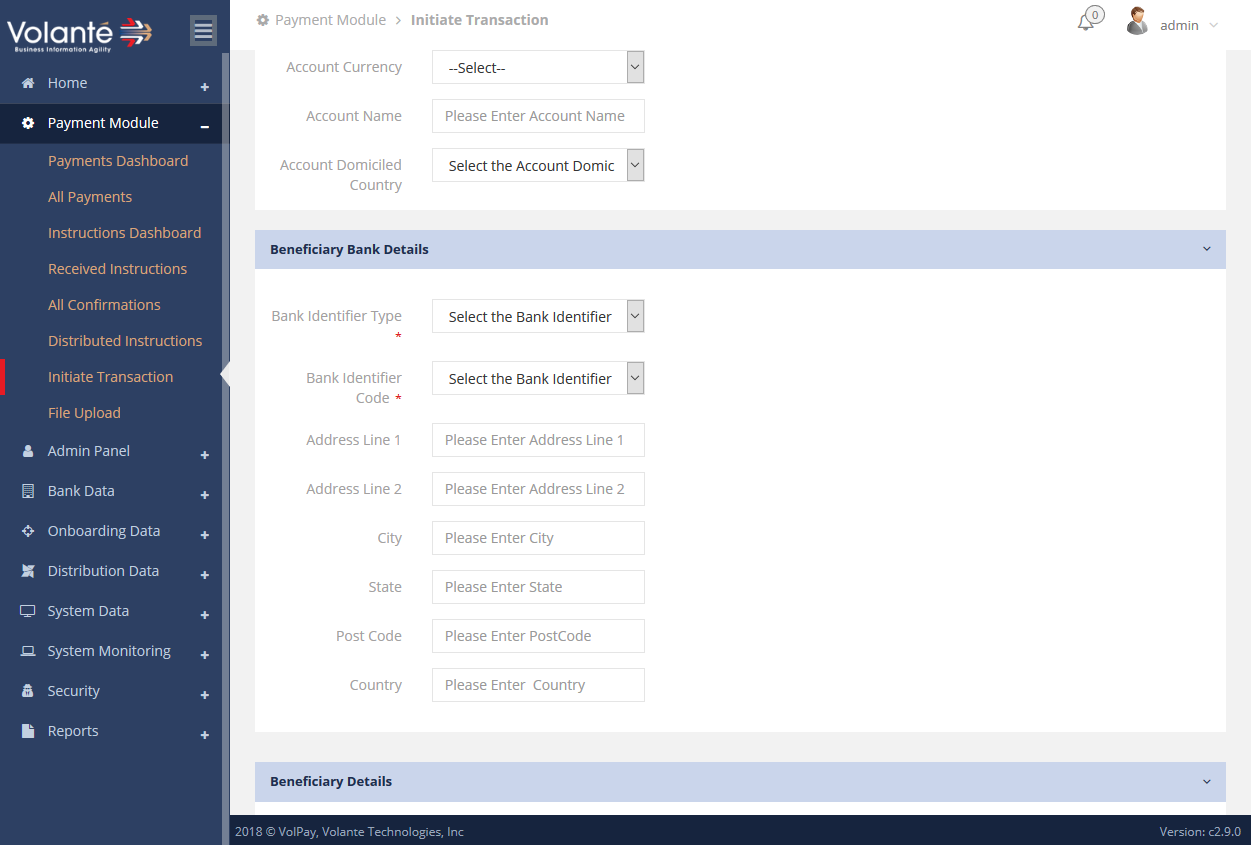 Volanté
Business Information Agility
Payment Module > Initiate Transaction
0
admin
Home
Payment Module
Payments Dashboard
All Payments
Instructions Dashboard
Received Instructions
All Confirmations
Distributed Instructions
Initiate Transaction
File Upload
Admin Panel
Bank Data
Onboarding Data
Distribution Data
System Data
System Monitoring
Security
Reports
Account Currency
--Select--
Account Name
Please Enter Account Name
Account Domiciled
Country
Select the Account Domic
Beneficiary Bank Details
Bank Identifier Type
*
Select the Bank Identifier
Bank Identifier
Code *
Select the Bank Identifier
Address Line 1
Please Enter Address Line 1
Address Line 2
Please Enter Address Line 2
City
Please Enter City
State
Please Enter State
Post Code
Please Enter PostCode
Country
Please Enter  Country
Beneficiary Details
2018 © VolPay, Volante Technologies, Inc
Version: c2.9.0